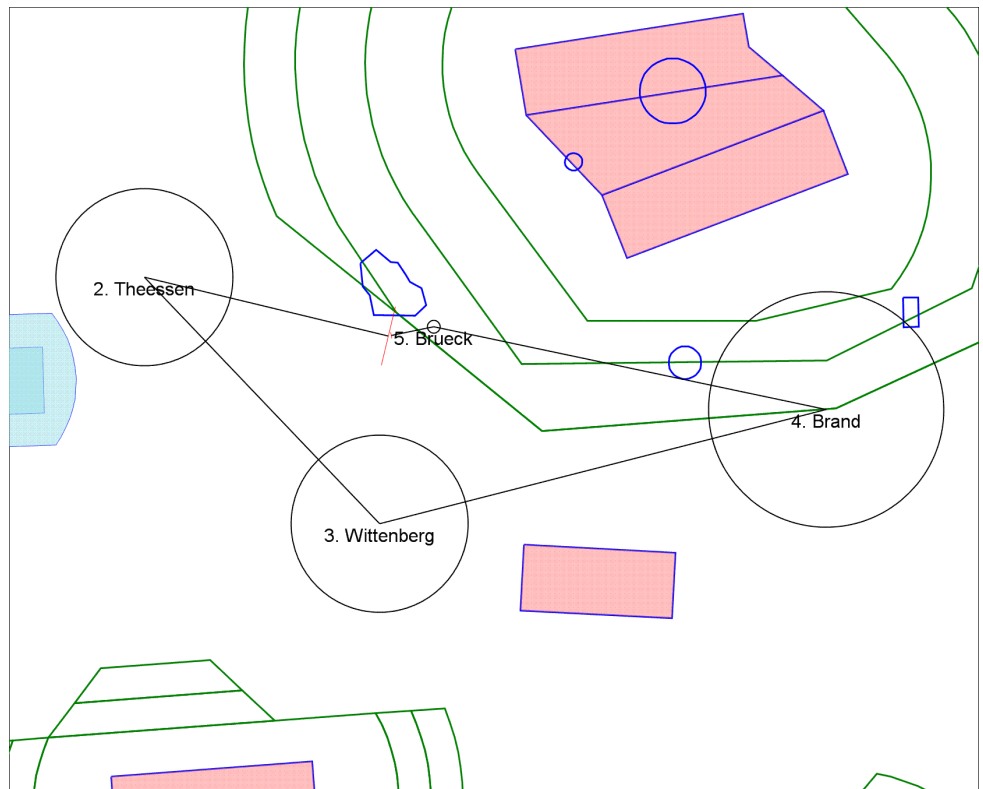 2. Theessen
5. Brueck
4. Brand
3. Wittenberg